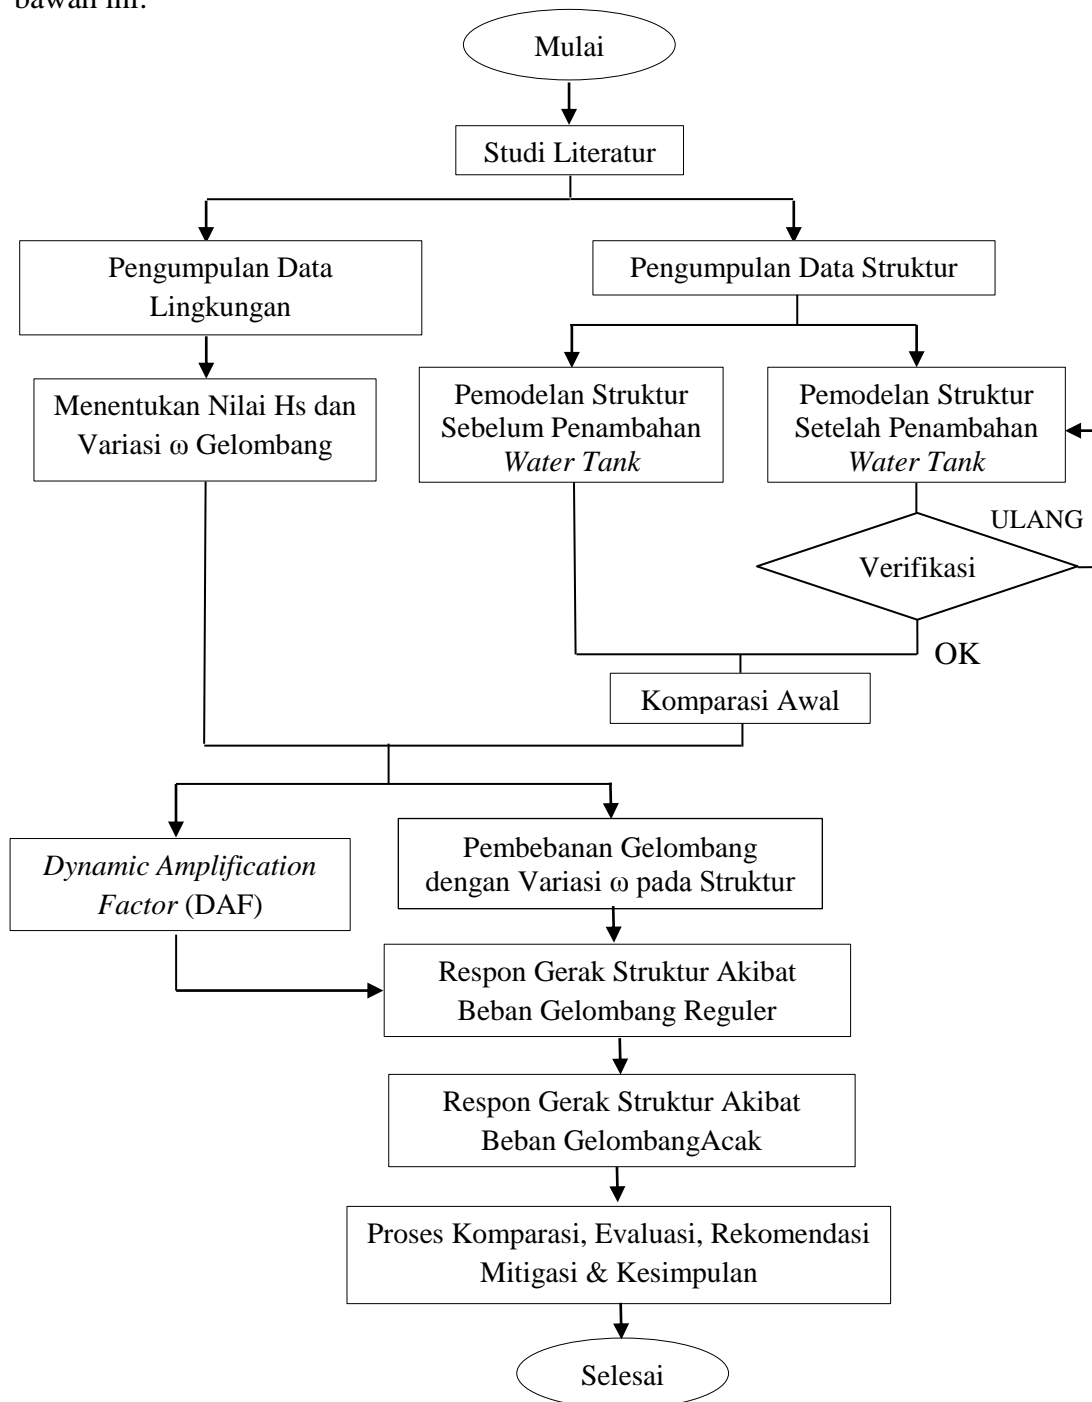 bawah ini:
Mulai
Studi Literatur
Pengumpulan Data
Lingkungan
Pengumpulan Data Struktur
Menentukan Nilai Hs dan
Variasi ω Gelombang
Pemodelan Struktur
Sebelum Penambahan
Water Tank
Pemodelan Struktur
Setelah Penambahan
Water Tank
ULANG
Verifikasi
OK
Komparasi Awal
Dynamic Amplification
Factor (DAF)
Pembebanan Gelombang
dengan Variasi ω pada Struktur
Respon Gerak Struktur Akibat
Beban Gelombang Reguler
Respon Gerak Struktur Akibat
Beban GelombangAcak
Proses Komparasi, Evaluasi, Rekomendasi
Mitigasi & Kesimpulan
Selesai